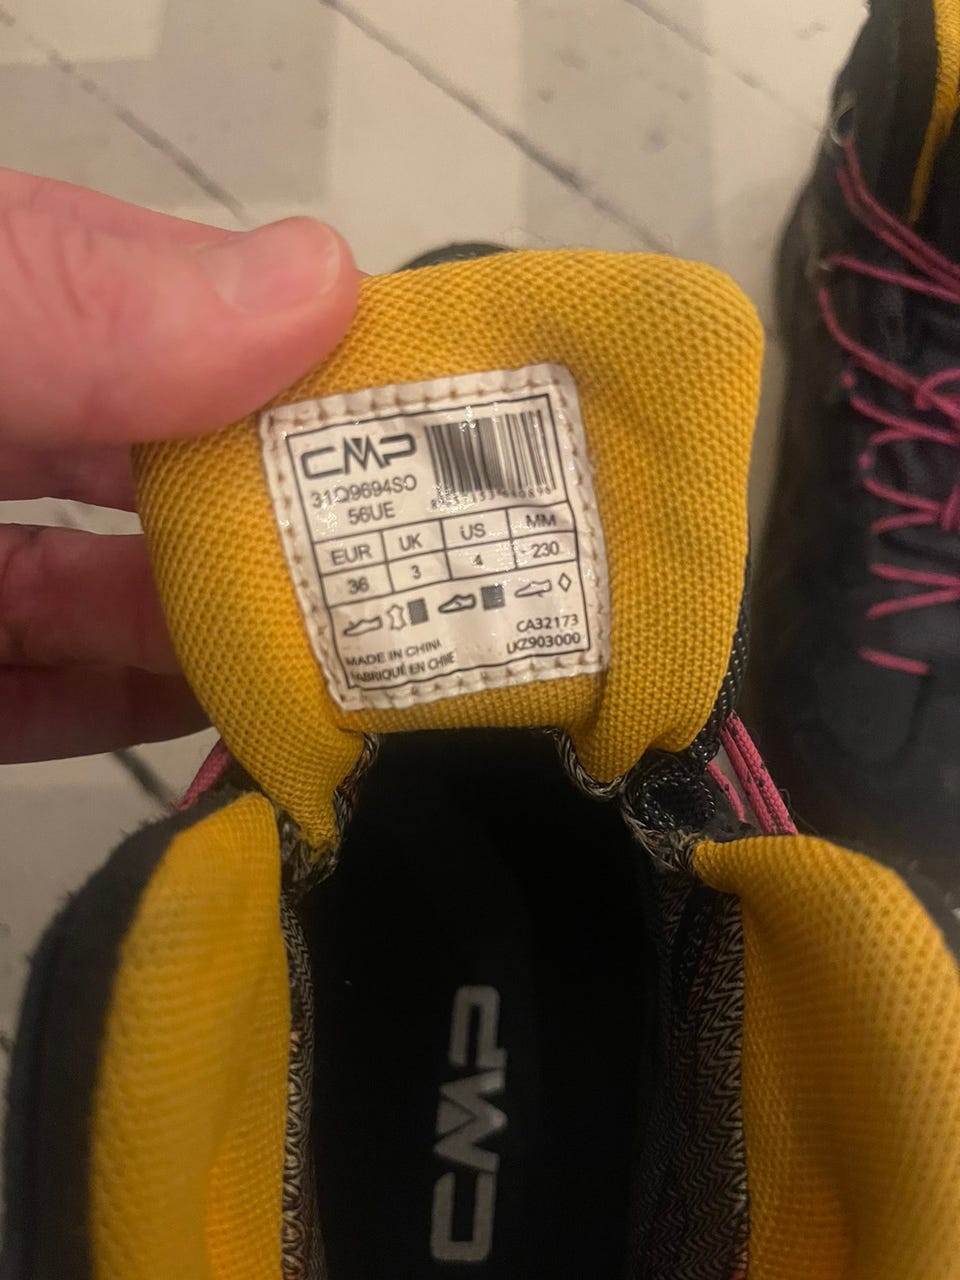 CMP
31Q9694SO
56UE
EUR UK US MM
36 3 4 230
CA32173
LKZ903000
MADE IN CHINA
FABRIQUÉ EN CHINE
CMP